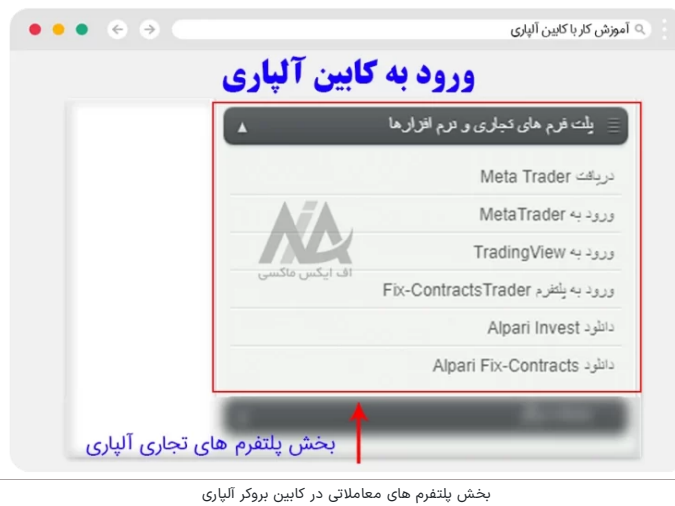 آموزش کار با کابین آلپاری
ورود به کابین آلپاری
پلت فرم های تجاری و نرم افزارها
دریافت Meta Trader
ورود به MetaTrader
ورود به TradingView
ورود به پلتفرم Fix-ContractsTrader
دانلود Alpari Invest
دانلود Alpari Fix-Contracts
اف ایکس ماکسی
بخش پلتفرم های تجاری آلپاری
بخش پلتفرم های معاملاتی در کابین بروکر آلپاری